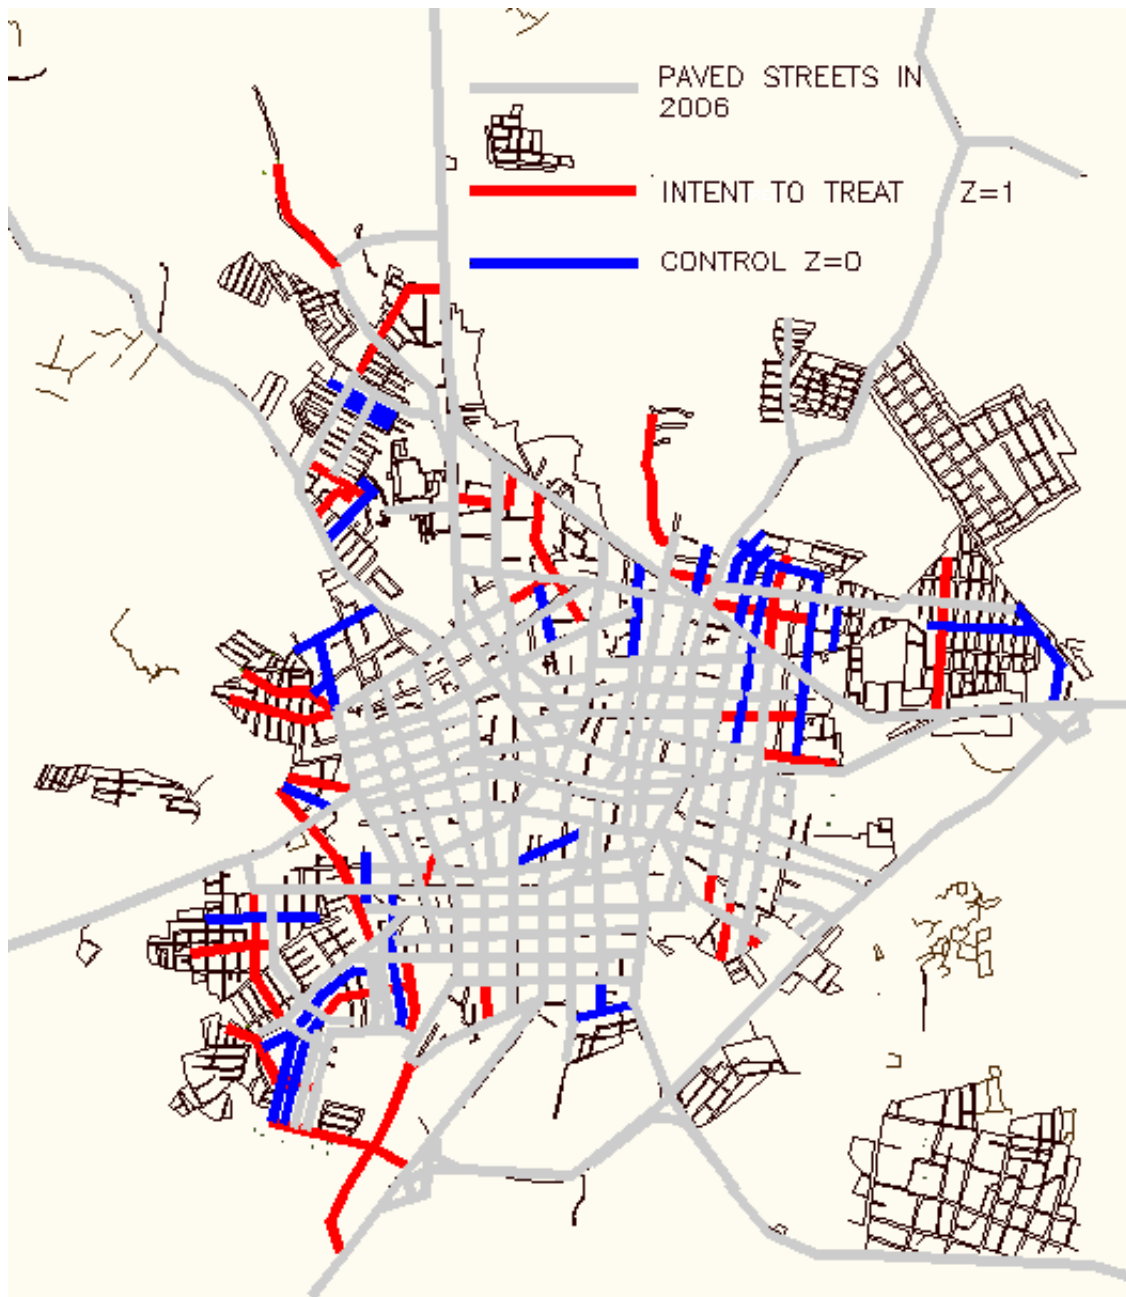 PAVED STREETS IN
2006
INTENT TO TREAT Z=1
CONTROL Z=0